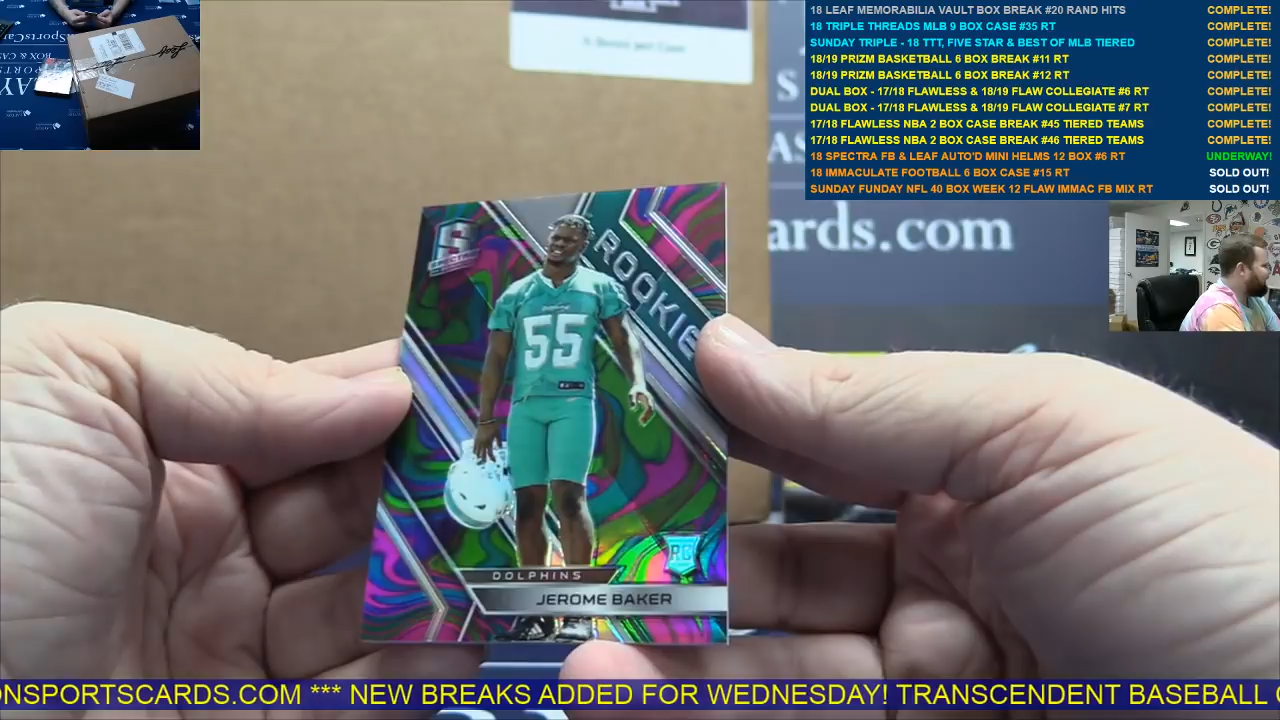 18 LEAF MEMORABILIA VAULT BOX BREAK #20 RAND HITS COMPLETE!
18 TRIPLE THREADS MLB 9 BOX CASE #35 RT COMPLETE!
SUNDAY TRIPLE - 18 TTT, FIVE STAR & BEST OF MLB TIERED COMPLETE!
18/19 PRIZM BASKETBALL 6 BOX BREAK #11 RT COMPLETE!
18/19 PRIZM BASKETBALL 6 BOX BREAK #12 RT COMPLETE!
DUAL BOX - 17/18 FLAWLESS & 18/19 FLAW COLLEGIATE #6 RT COMPLETE!
DUAL BOX - 17/18 FLAWLESS & 18/19 FLAW COLLEGIATE #7 RT COMPLETE!
17/18 FLAWLESS NBA 2 BOX CASE BREAK #45 TIERED TEAMS COMPLETE!
17/18 FLAWLESS NBA 2 BOX CASE BREAK #46 TIERED TEAMS COMPLETE!
18 SPECTRA FB & LEAF AUTO'D MINI HELMS 12 BOX #6 RT UNDERWAY!
18 IMMACULATE FOOTBALL 6 BOX CASE #15 RT SOLD OUT!
SUNDAY FUNDAY NFL 40 BOX WEEK 12 FLAW IMMAC FB MIX RT SOLD OUT!
ards.com
ROOKIE
55
RC
DOLPHINS
JEROME BAKER
ONSPORTSCARDS.COM *** NEW BREAKS ADDED FOR WEDNESDAY! TRANSCENDENT BASEBALL